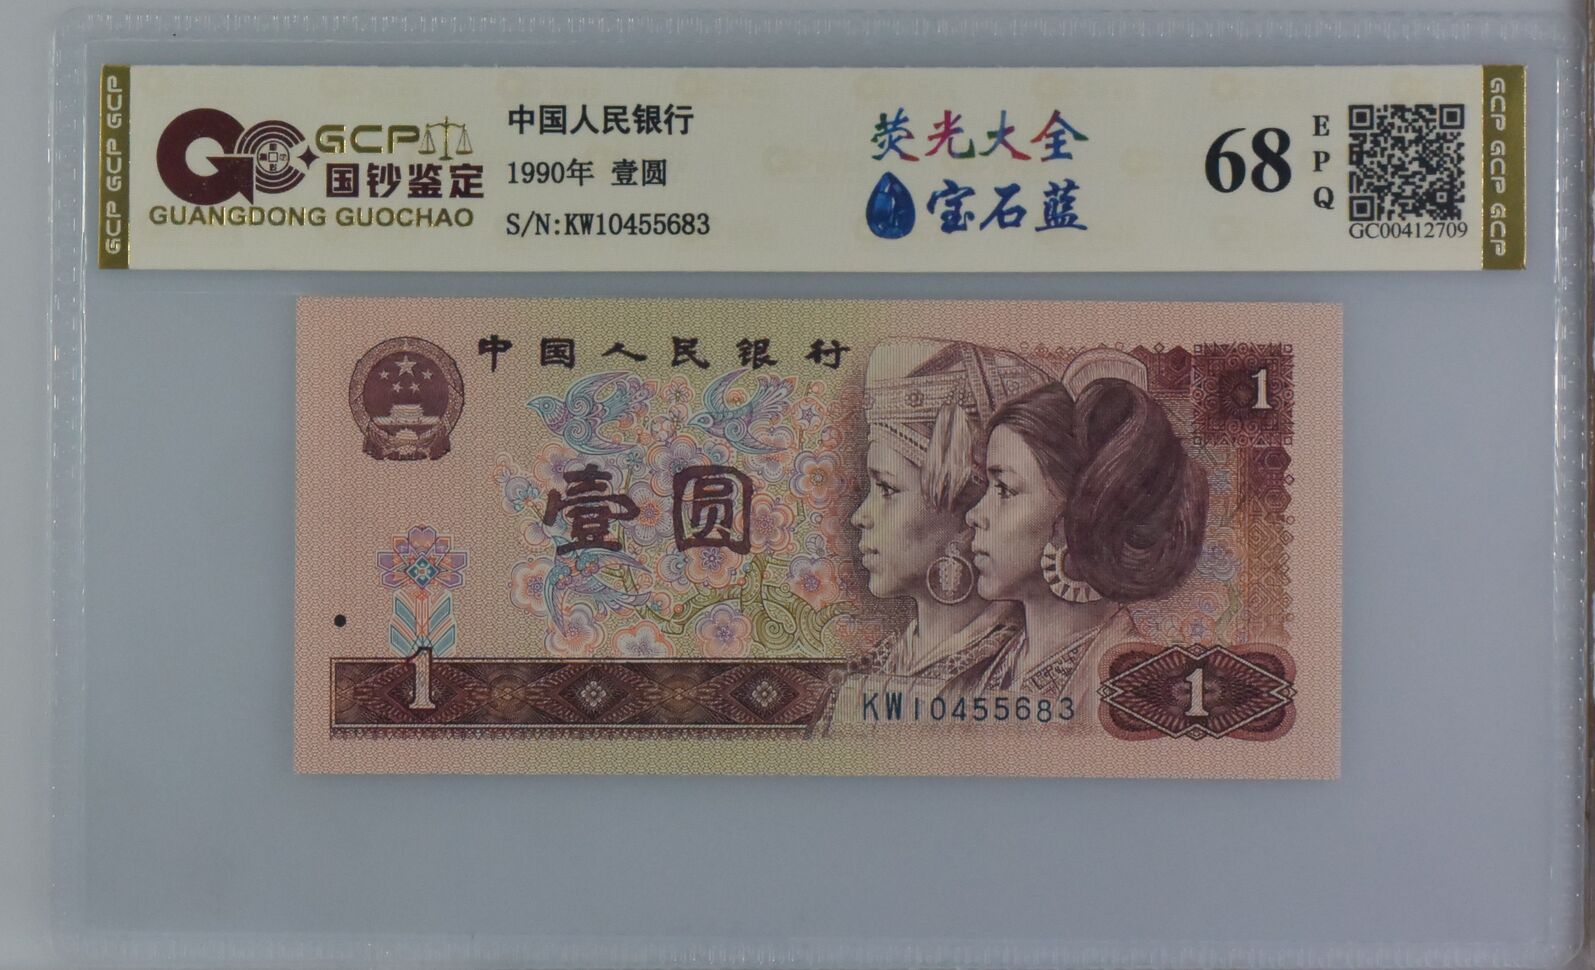 GCP GCP GCP
GCP
国钞鉴定
GUANGDONG GUOCHAO
中国人民银行
1990年 壹圆
S/N:KW10455683
荧光大全
宝石蓝
68
EPQ
GC00412709
GCP GCP GCP
中国人民银行
1
壹圆
1
KW10455683
1